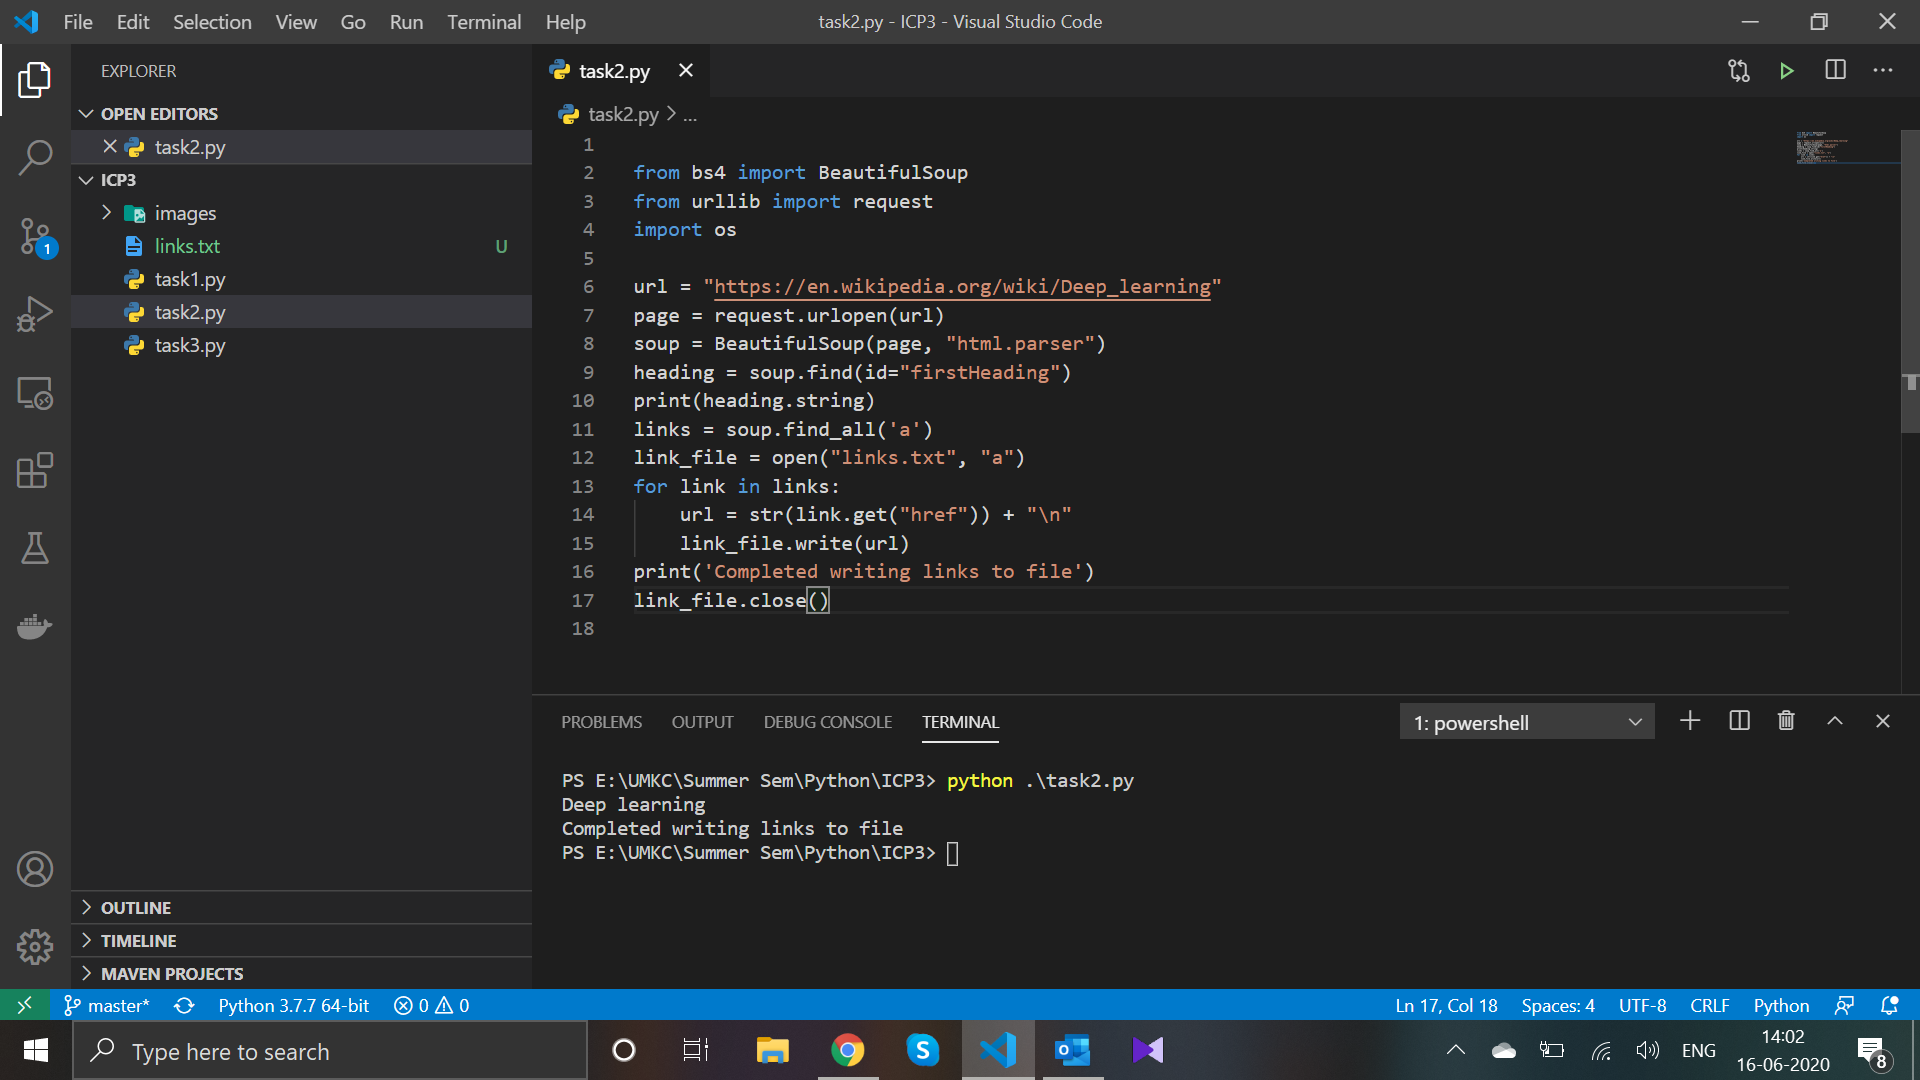 File Edit Selection View Go Run Terminal Help
task2.py - ICP3 - Visual Studio Code
EXPLORER
OPEN EDITORS
task2.py
ICP3
images
links.txt U
task1.py
task2.py
task3.py
OUTLINE
TIMELINE
MAVEN PROJECTS
1
task2.py
task2.py > ...
1
2 from bs4 import BeautifulSoup
3 from urllib import request
4 import os
5
6 url = "https://en.wikipedia.org/wiki/Deep_learning"
7 page = request.urlopen(url)
8 soup = BeautifulSoup(page, "html.parser")
9 heading = soup.find(id="firstHeading")
10 print(heading.string)
11 links = soup.find_all('a')
12 link_file = open("links.txt", "a")
13 for link in links:
14     url = str(link.get("href")) + "\n"
15     link_file.write(url)
16 print('Completed writing links to file')
17 link_file.close()
18
PROBLEMS OUTPUT DEBUG CONSOLE TERMINAL
1: powershell
PS E:\UMKC\Summer Sem\Python\ICP3> python .\task2.py
Deep learning
Completed writing links to file
PS E:\UMKC\Summer Sem\Python\ICP3>
master* Python 3.7.7 64-bit 0 0
Ln 17, Col 18 Spaces: 4 UTF-8 CRLF Python
Type here to search
ENG
14:02
16-06-2020
8